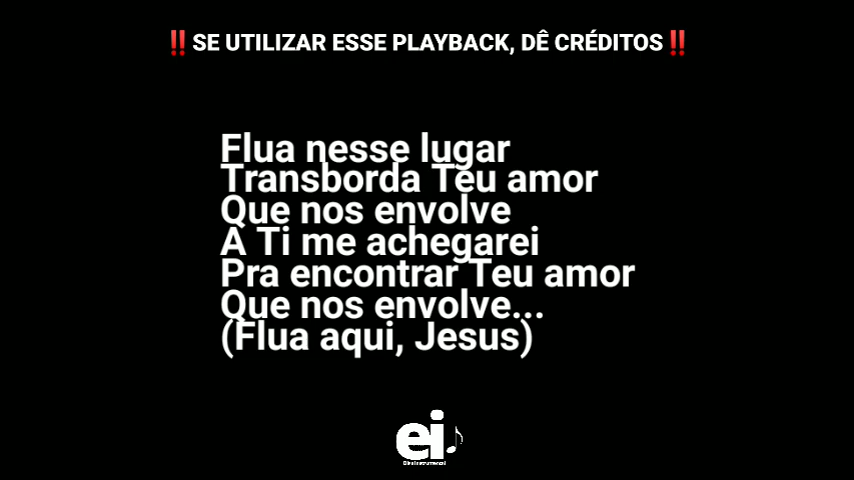 ‼️SE UTILIZAR ESSE PLAYBACK, DÊ CRÉDITOS‼️
Flua nesse lugar
Transborda Teu amor
Que nos envolve
A Ti me achegarei
Pra encontrar Teu amor
Que nos envolve...
(Flua aqui, Jesus)
ei